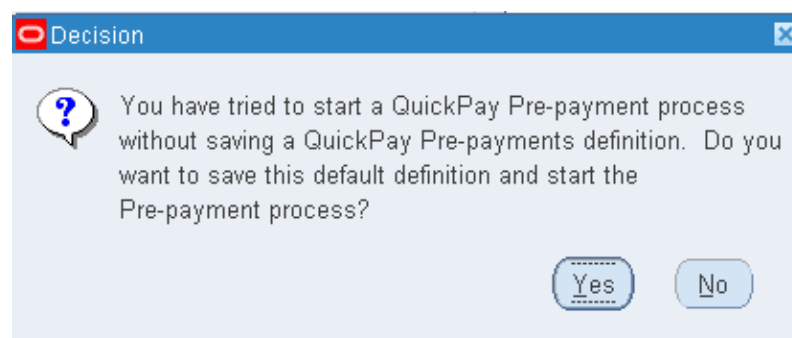 Decision
You have tried to start a QuickPay Pre-payment process
without saving a QuickPay Pre-payments definition.  Do you
want to save this default definition and start the
Pre-payment process?
Yes No